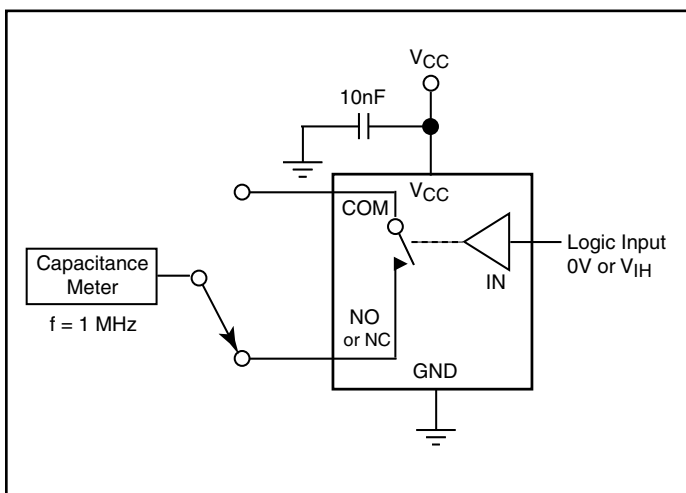 VCC
10nF
VCC
COM
Logic Input
0V or VIH
IN
Capacitance
Meter
f = 1 MHz
NO
or NC
GND